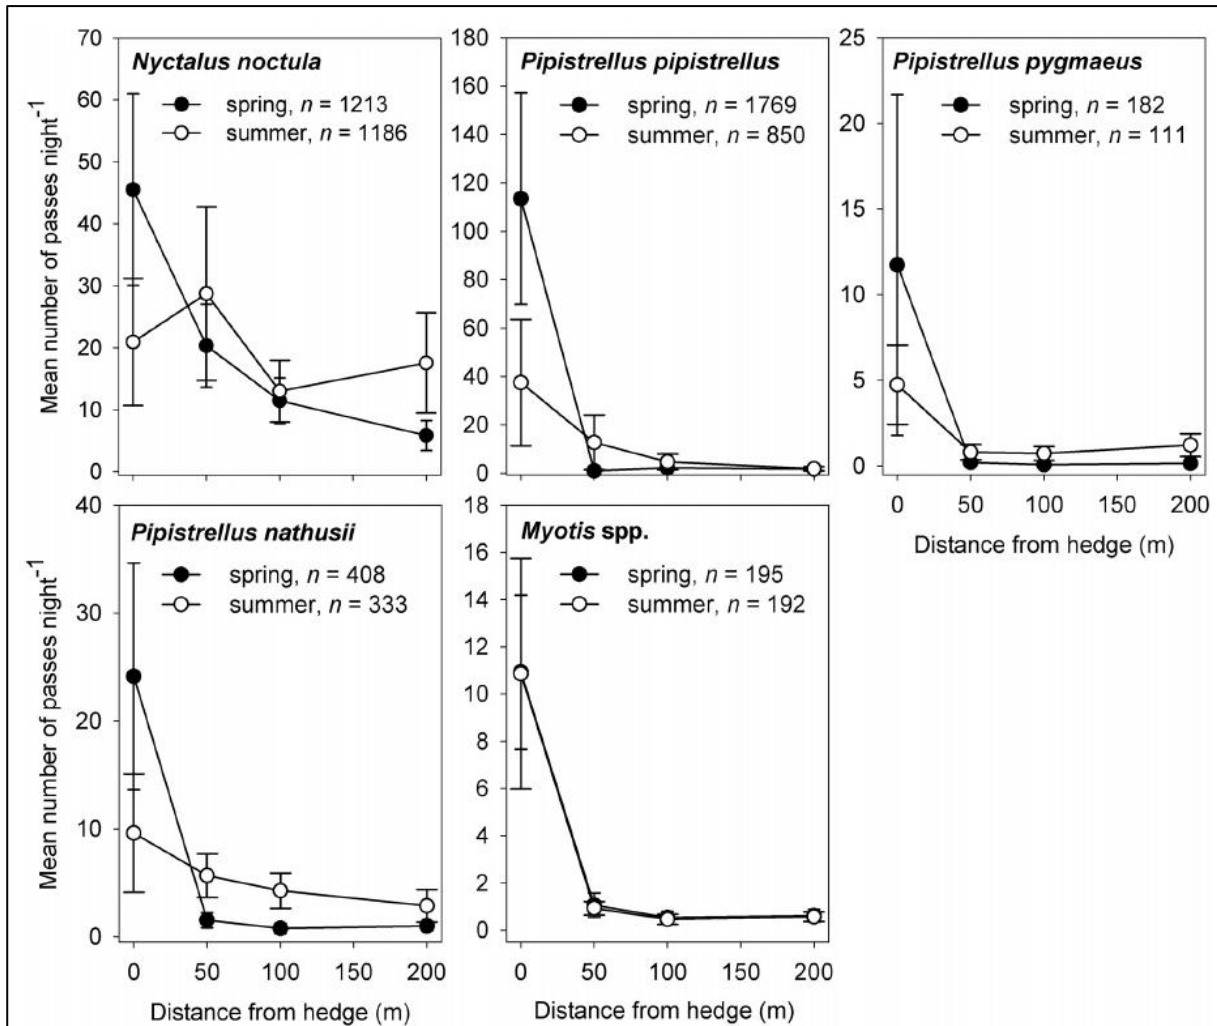 Nyctalus noctula
spring, n = 1213
summer, n = 1186
Mean number of passes night⁻¹
70
60
50
40
30
20
10
0
Pipistrellus pipistrellus
spring, n = 1769
summer, n = 850
180
160
140
120
100
80
60
40
20
0
Pipistrellus pygmaeus
spring, n = 182
summer, n = 111
25
20
15
10
5
0
0 50 100 150 200
Distance from hedge (m)
Pipistrellus nathusii
spring, n = 408
summer, n = 333
Mean number of passes night⁻¹
40
30
20
10
0
0 50 100 150 200
Distance from hedge (m)
Myotis spp.
spring, n = 195
summer, n = 192
18
16
14
12
10
8
6
4
2
0
0 50 100 150 200
Distance from hedge (m)